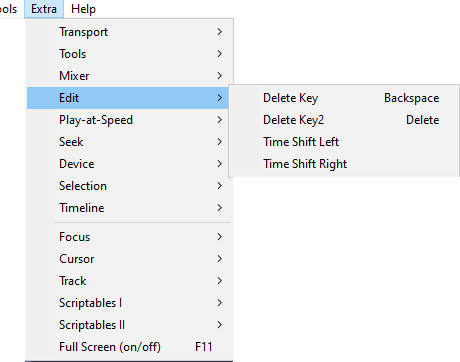 ols Extra Help
Transport
Tools
Mixer
Edit
Delete Key Backspace
Delete Key2 Delete
Time Shift Left
Time Shift Right
Play-at-Speed
Seek
Device
Selection
Timeline
Focus
Cursor
Track
Scriptables I
Scriptables II
Full Screen (on/off) F11